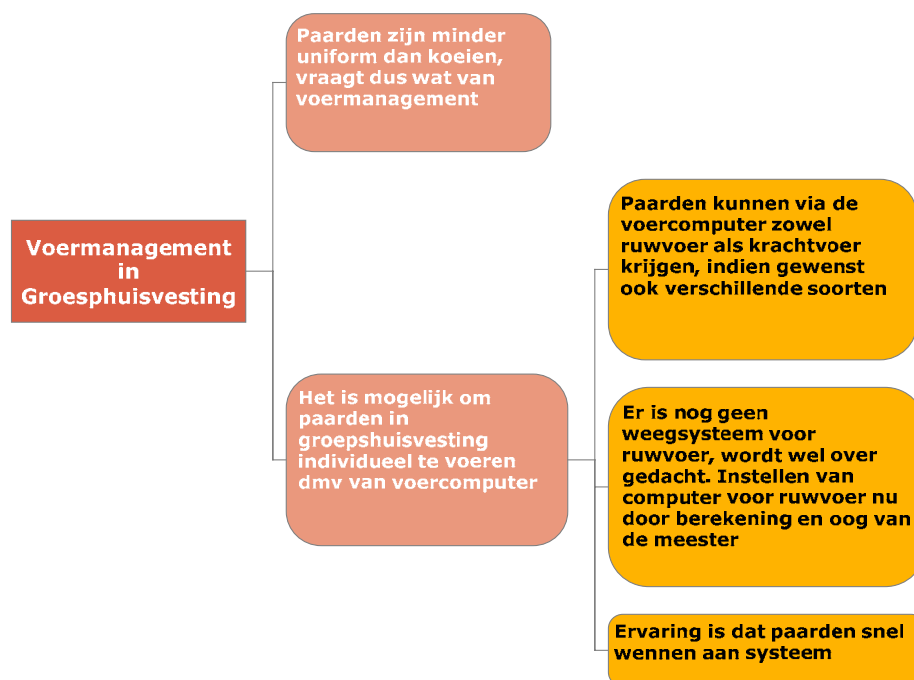 Voermanagement
in
Groesphuisvesting
Paarden zijn minder
uniform dan koeien,
vraagt dus wat van
voermanagement
Het is mogelijk om
paarden in
groepshuisvesting
individueel te voeren
dmv van voercomputer
Paarden kunnen via de
voercomputer zowel
ruwvoer als krachtvoer
krijgen, indien gewenst
ook verschillende soorten
Er is nog geen
weegsysteem voor
ruwvoer, wordt wel over
gedacht. Instellen van
computer voor ruwvoer nu
door berekening en oog van
de meester
Ervaring is dat paarden snel
wennen aan systeem